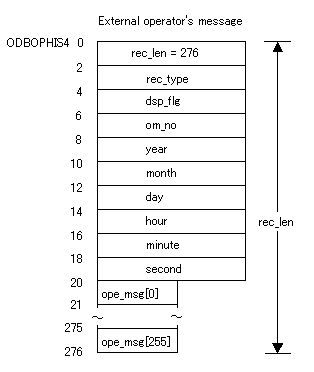 External operator's message
ODBOPHIS4 0
rec_len = 276
2
rec_type
4
dsp_flg
6
om_no
8
year
10
month
12
day
14
hour
16
minute
18
second
20
ope_msg[0]
21
rec_len
~ ~
275
ope_msg[255]
276